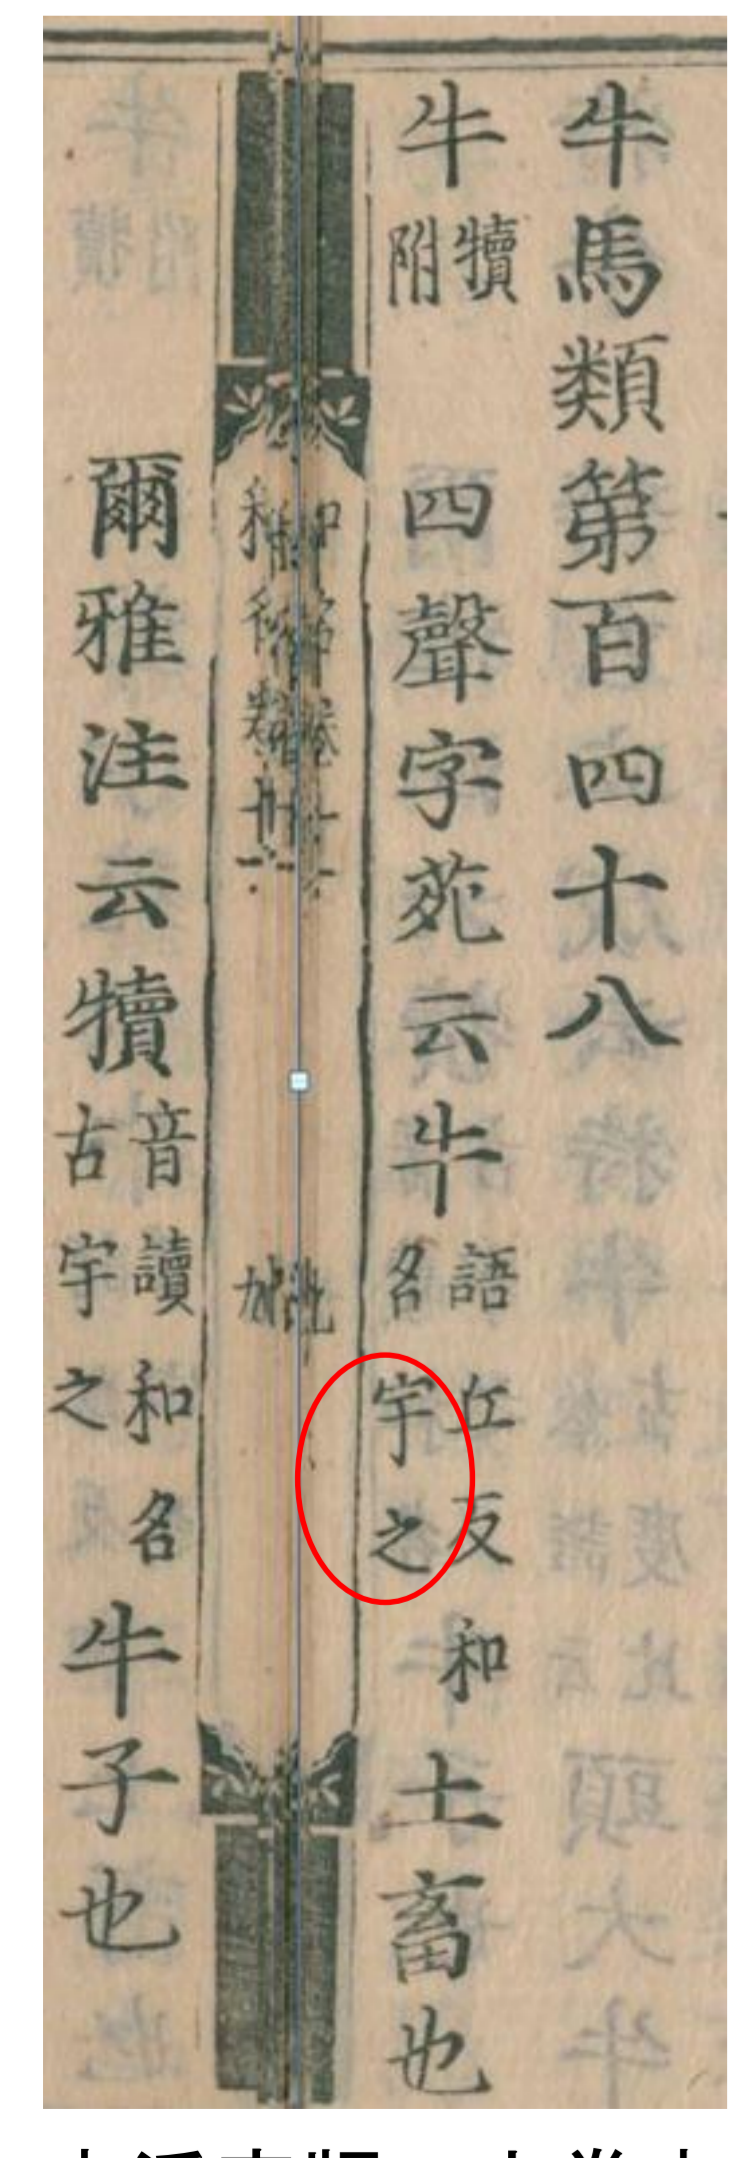 牛馬類第百四十八
牛犢附 四聲字苑云牛語丘反和名宇之土畜也
爾雅注云犢音讀和名古宇之牛子也